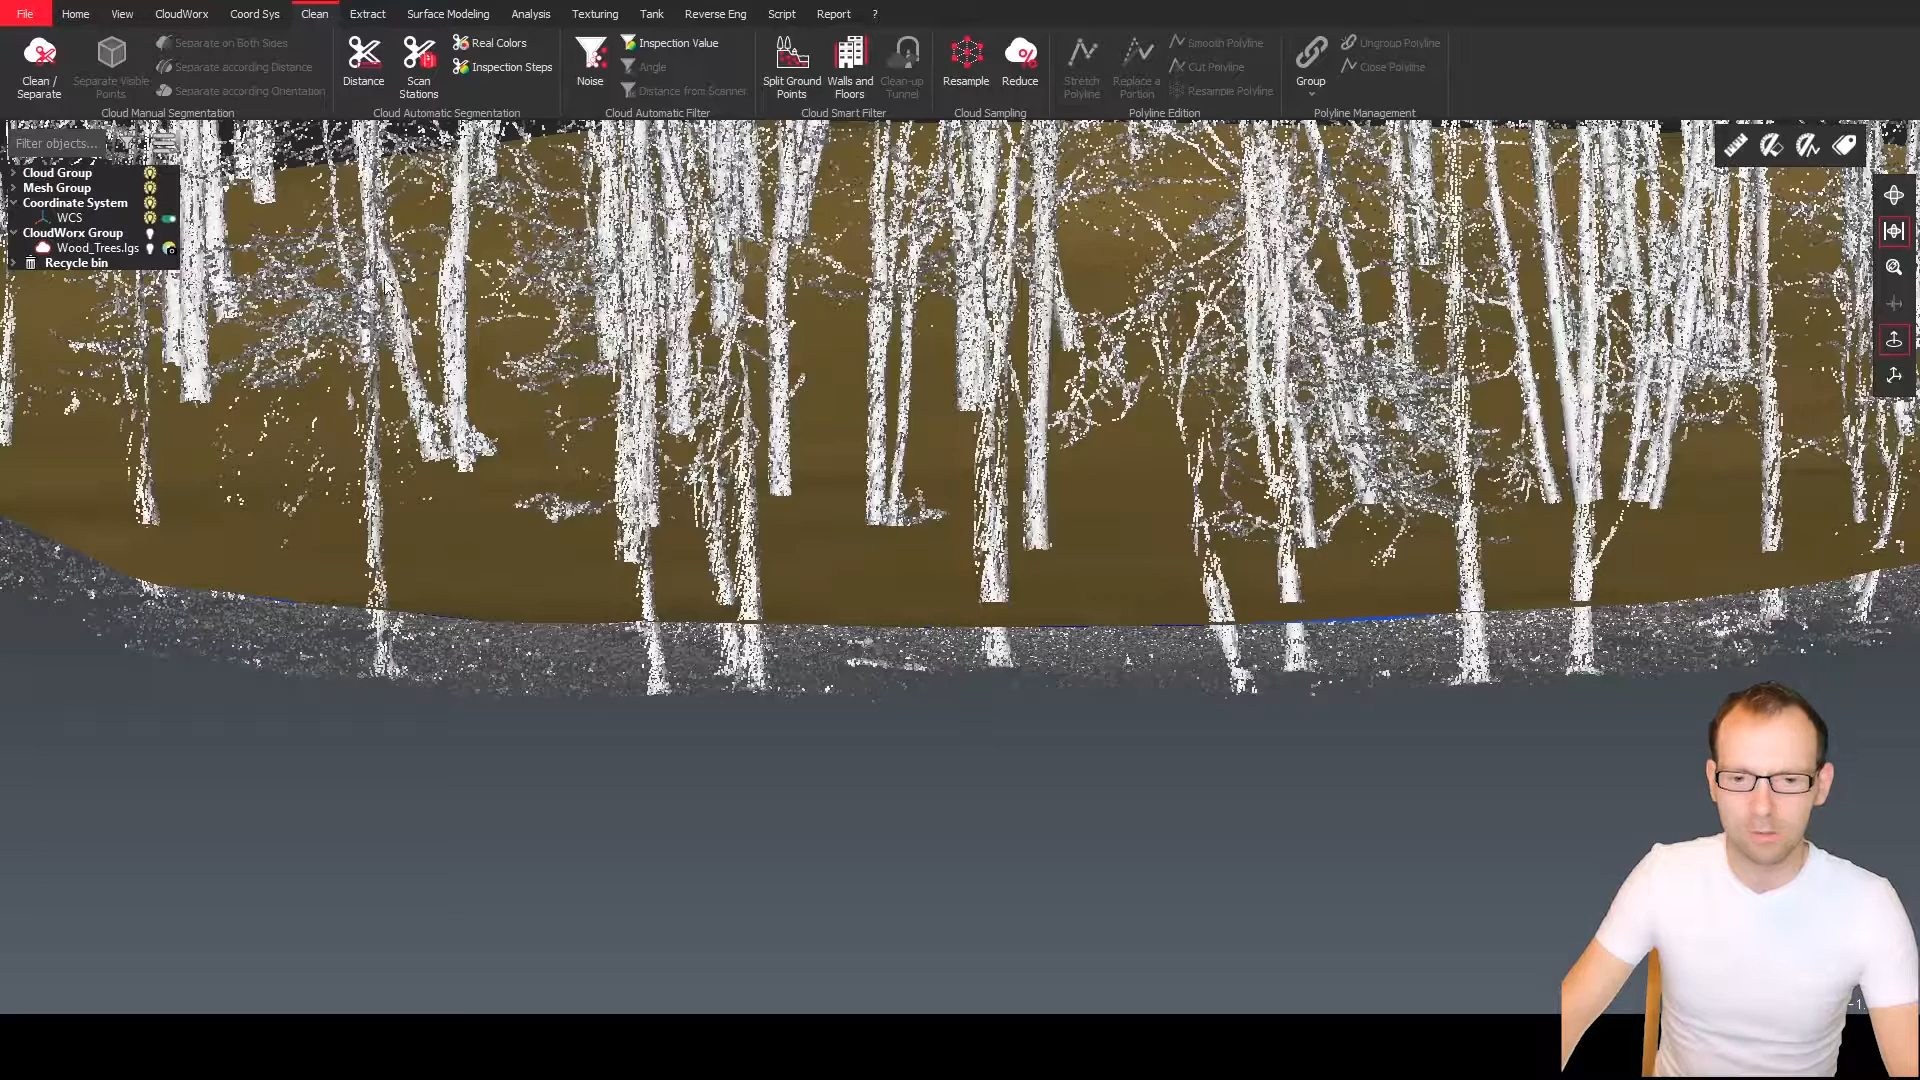 File Home View CloudWorx Coord Sys Clean Extract Surface Modeling Analysis Texturing Tank Reverse Eng Script Report ?
Clean / Separate
Separate Visible Points
Separate on Both Sides
Separate according Distance
Separate according Orientation
Cloud Manual Segmentation
Distance
Scan Stations
Real Colors
Inspection Steps
Cloud Automatic Segmentation
Noise
Inspection Value
Angle
Distance from Scanner
Cloud Automatic Filter
Split Ground Points
Walls and Floors
Clean-up Tunnel
Cloud Smart Filter
Resample
Reduce
Cloud Sampling
Stretch Polyline
Replace a Portion
Smooth Polyline
Cut Polyline
Resample Polyline
Polyline Edition
Group
Ungroup Polyline
Close Polyline
Polyline Management
Filter objects...
Cloud Group
Mesh Group
Coordinate System
WCS
CloudWorx Group
Wood_Trees.lgs
Recycle bin